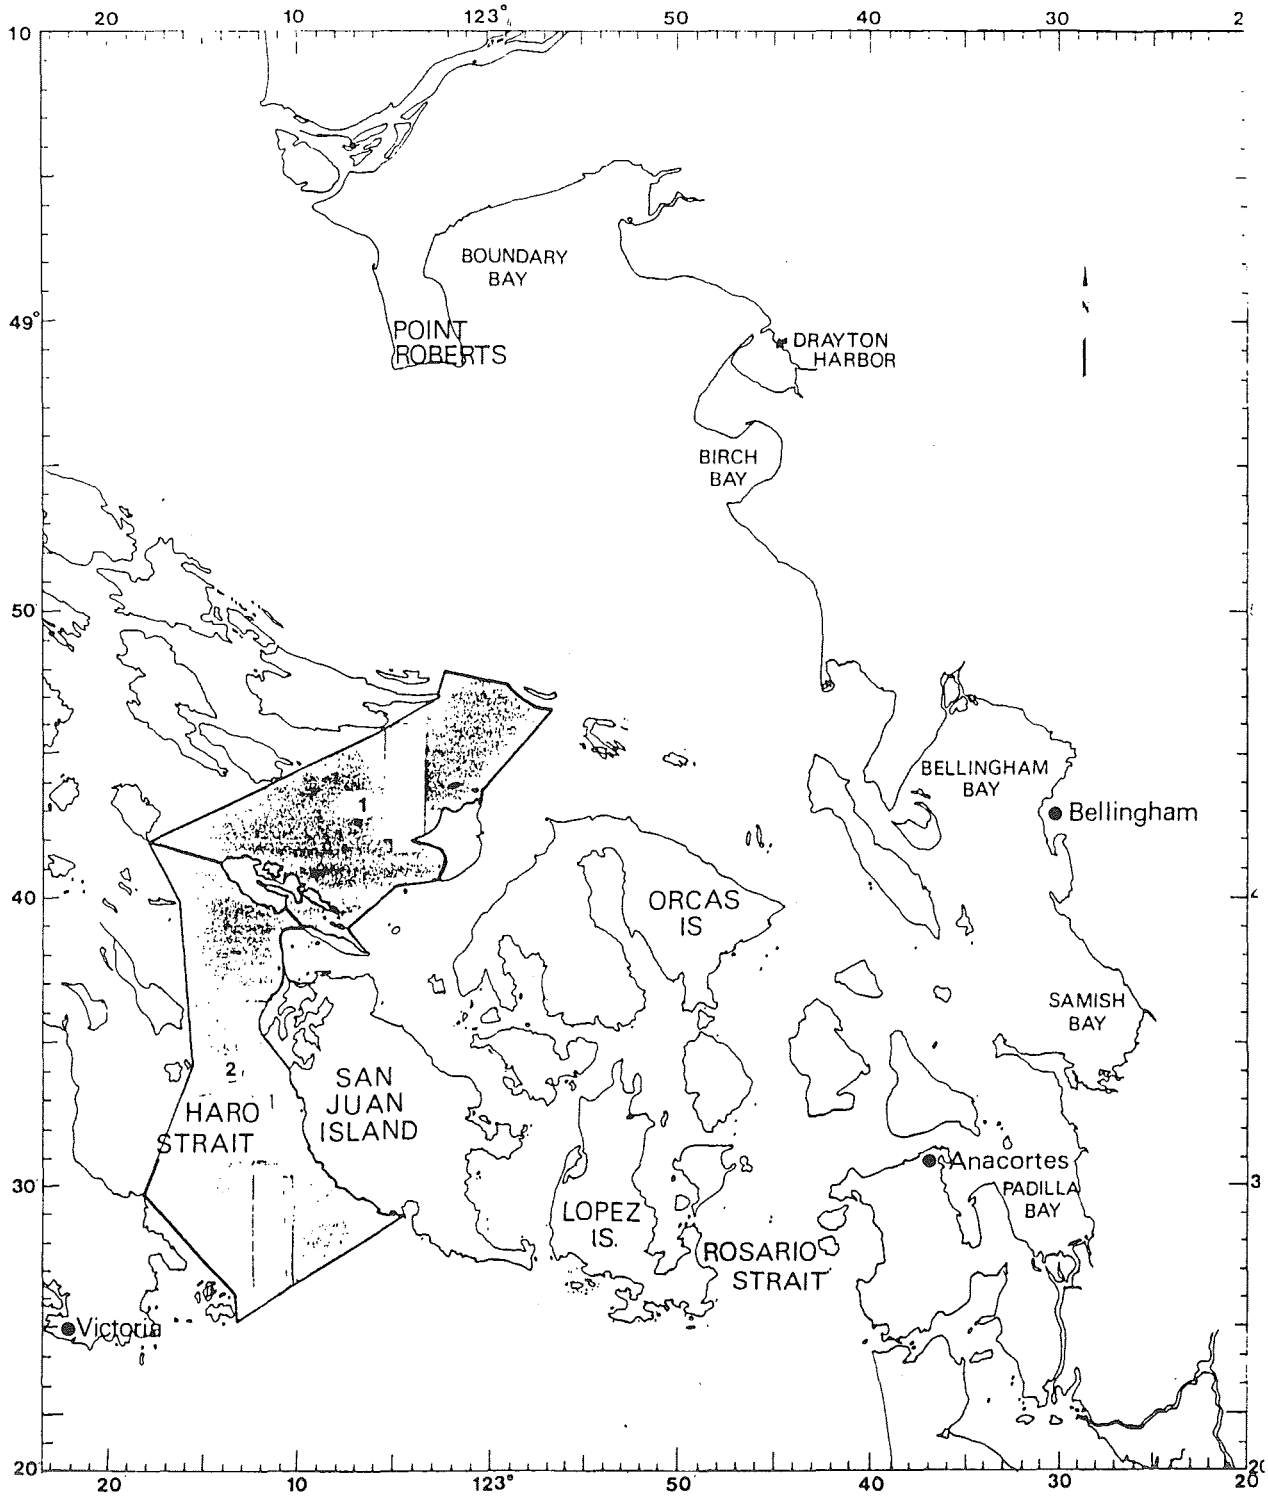 20 10 123° 50 40 30 2
10
BOUNDARY
BAY
49°
POINT
ROBERTS
DRAYTON
HARBOR
BIRCH
BAY
50'
BELLINGHAM
BAY
1
Bellingham
40
ORCAS
IS
SAMISH
BAY
2
SAN
JUAN
ISLAND
HARO
STRAIT
Anacortes
30'
3
PADILLA
BAY
LOPEZ
IS.
ROSARIO
STRAIT
Victoria
20'
20 10 123° 50' 40 30 20